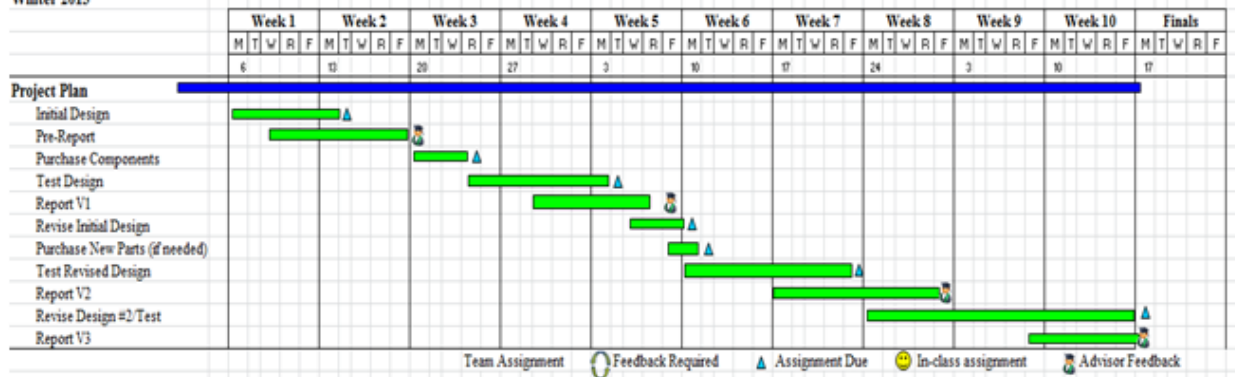 Winter 2015
Week 1 Week 2 Week 3 Week 4 Week 5 Week 6 Week 7 Week 8 Week 9 Week 10 Finals
M T W R F M T W R F M T W R F M T W R F M T W R F M T W R F M T W R F M T W R F M T W R F M T W R F M T W R F
6 13 20 27 3 10 17 24 3 10 17
Project Plan
Initial Design
Pre-Report
Purchase Components
Test Design
Report V1
Revise Initial Design
Purchase New Parts (if needed)
Test Revised Design
Report V2
Revise Design #2/Test
Report V3
Team Assignment Feedback Required Assignment Due In-class assignment Advisor Feedback